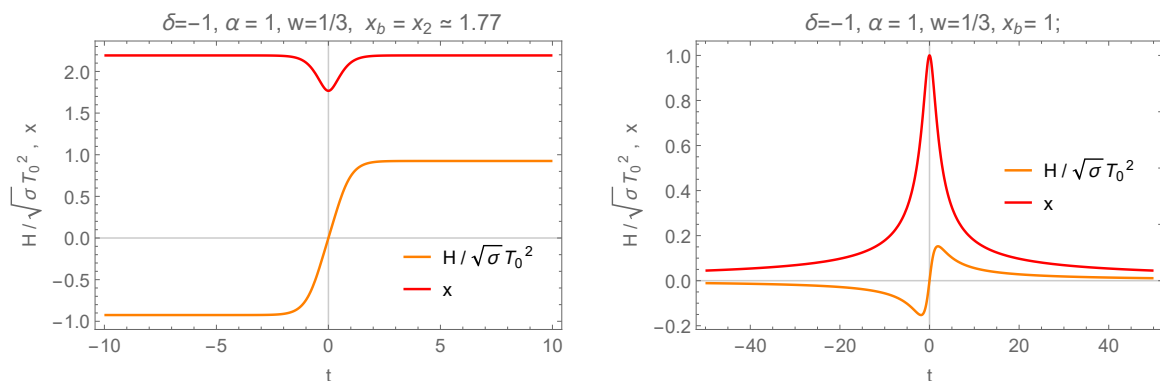 δ=−1, α = 1, w=1/3, x_b = x_2 ≃ 1.77
H / √σ T_0^2 , x
2.0
1.5
1.0
0.5
0.0
−0.5
−1.0
H / √σ T_0^2
x
−10
−5
0
5
10
t
δ=−1, α = 1, w=1/3, x_b= 1;
H / √σ T_0^2 , x
1.0
0.8
0.6
0.4
0.2
0.0
−0.2
H / √σ T_0^2
x
−40
−20
0
20
40
t